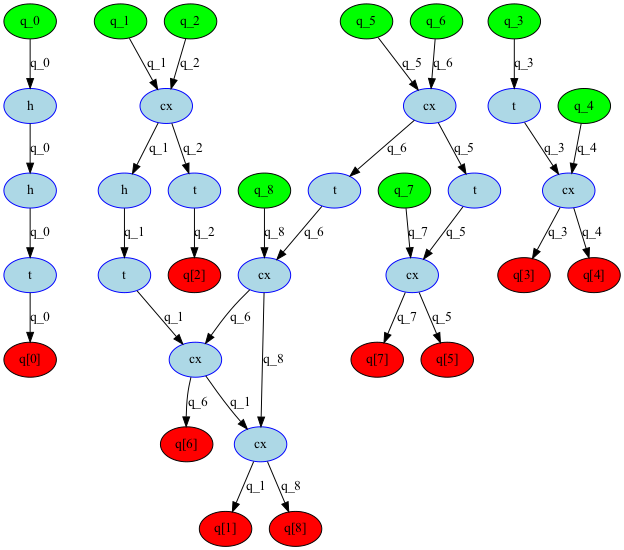 q_0 q_1 q_2 q_5 q_6 q_3
q_0 q_1 q_2 q_5 q_6 q_3
h cx cx t q_4
q_0 q_1 q_2 q_6 q_5 q_3 q_4
h h t q_8 t q_7 t cx
q_0 q_1 q_2 q_8 q_6 q_7 q_5 q_3 q_4
t t q[2] cx cx q[3] q[4]
q_0 q_1 q_6 q_8 q_7 q_5
q[0] cx q[7] q[5]
q_6 q_1
q[6] cx
q_1 q_8
q[1] q[8]